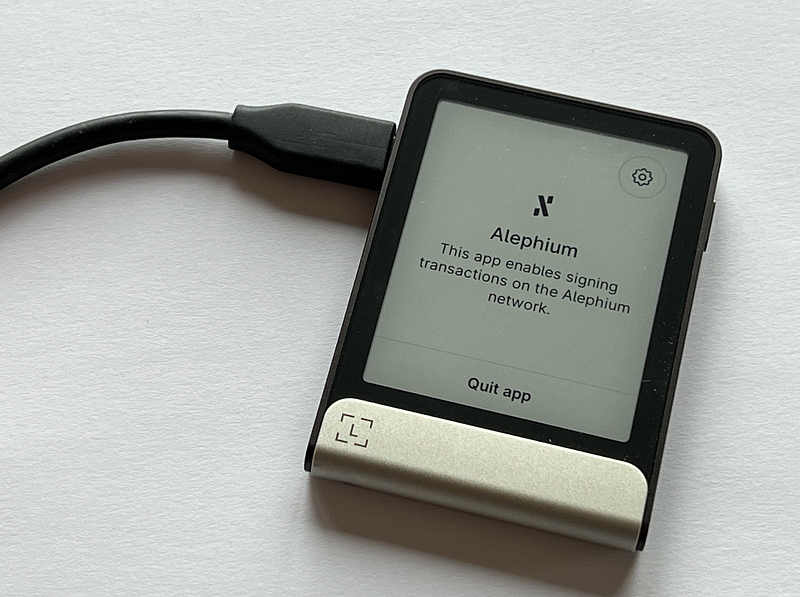 Alephium
This app enables signing
transactions on the Alephium
network.
Quit app